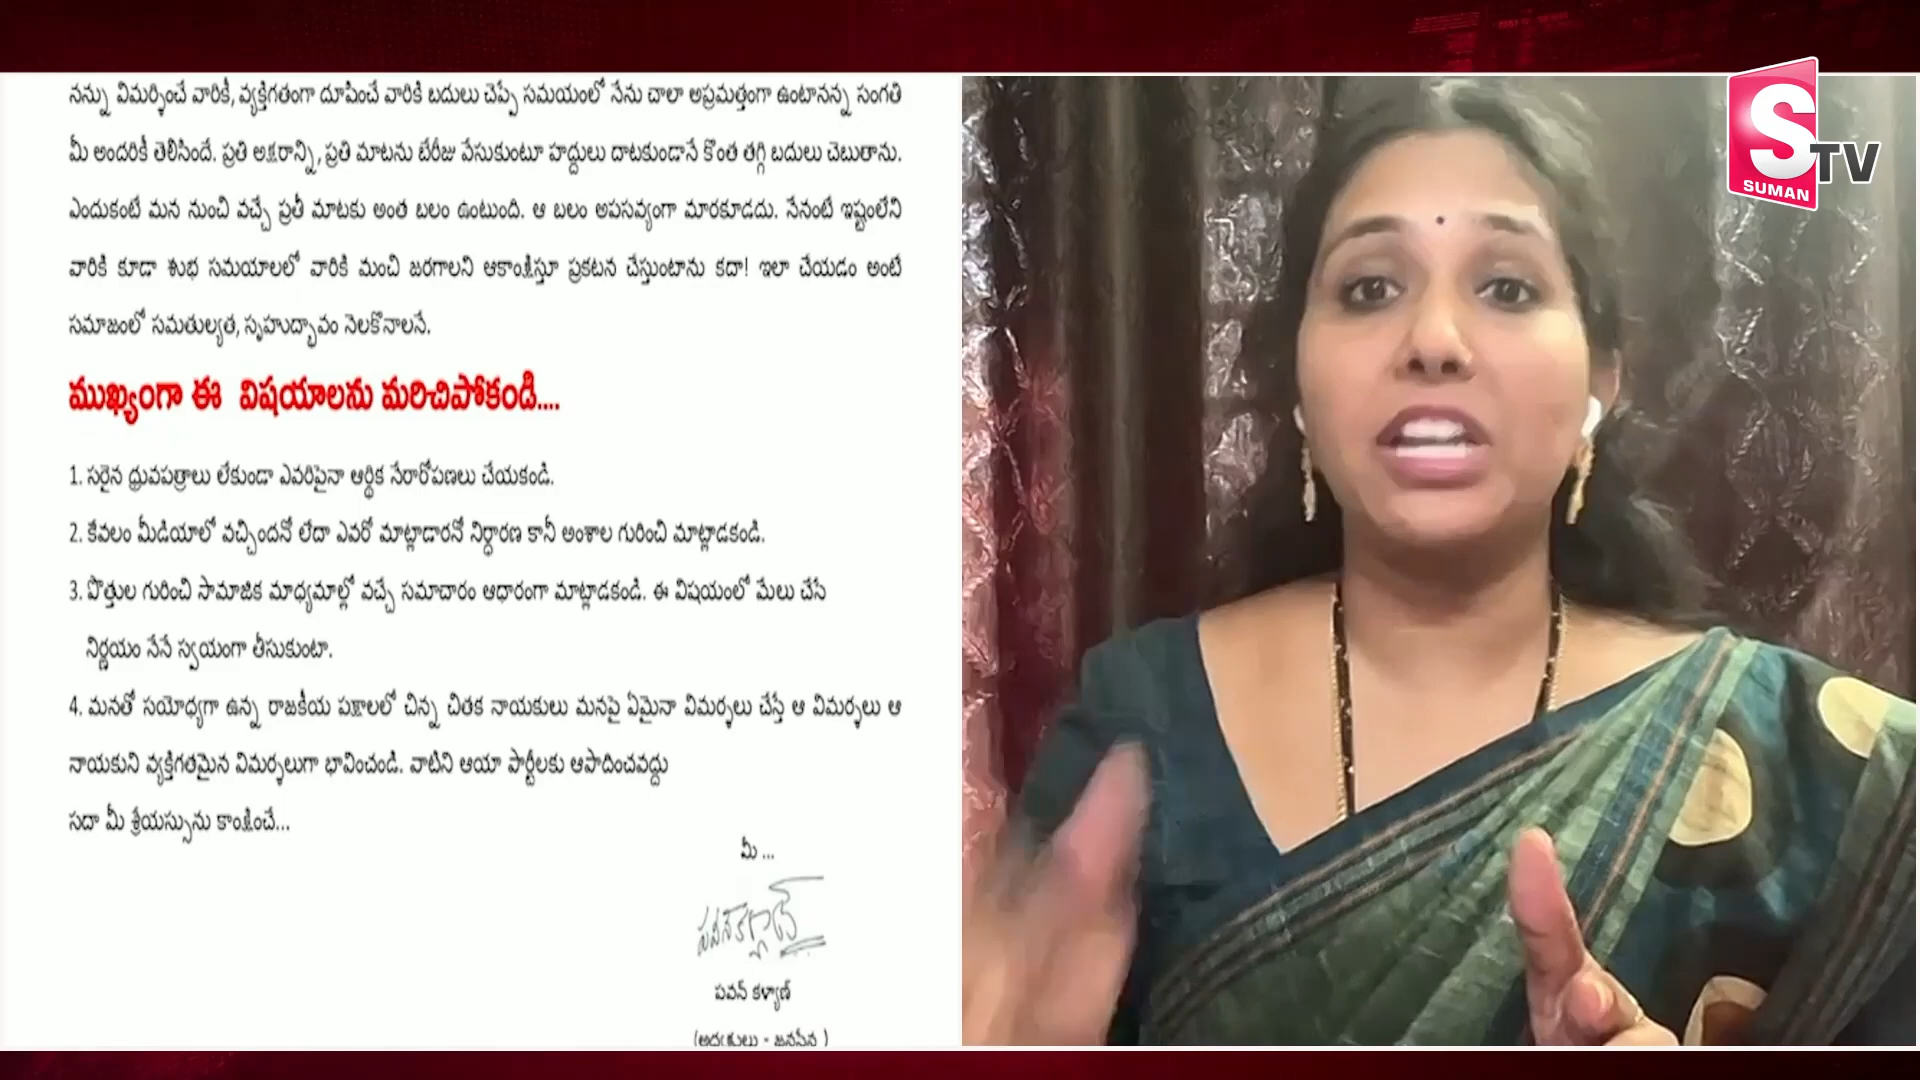 నన్ను విమర్శించే వారికీ, వ్యక్తిగతంగా దూషించే వారికి బదులు చెప్పే సమయంలో నేను చాలా అప్రమత్తంగా ఉంటానన్న సంగతి
మీ అందరికీ తెలిసిందే. ప్రతి అక్షరాన్ని, ప్రతి మాటను బేరీజు వేసుకుంటూ హద్దులు దాటకుండానే కొంత తగ్గి బదులు చెబుతాను.
ఎందుకంటే మన నుంచి వచ్చే ప్రతీ మాటకు అంత బలం ఉంటుంది. ఆ బలం అపసవ్యంగా మారకూడదు. నేనంటే ఇష్టంలేని
వారికి కూడా శుభ సమయాలలో వారికి మంచి జరగాలని ఆకాంక్షిస్తూ ప్రకటన చేస్తుంటాను కదా! ఇలా చేయడం అంటే
సమాజంలో సమతుల్యత, సృహుద్భావం నెలకొనాలనే.
ముఖ్యంగా ఈ విషయాలను మరిచిపోకండి....
1. సరైన ధ్రువపత్రాలు లేకుండా ఎవరిపైనా ఆర్థిక నేరారోపణలు చేయకండి.
2. కేవలం మీడియాలో వచ్చిందనో లేదా ఎవరో మాట్లాడారనో నిర్ధారణ కానీ అంశాల గురించి మాట్లాడకండి.
3. పొత్తుల గురించి సామాజిక మాధ్యమాల్లో వచ్చే సమాచారం ఆధారంగా మాట్లాడకండి. ఈ విషయంలో మేలు చేసే
నిర్ణయం నేనే స్వయంగా తీసుకుంటా.
4. మనతో సయోధ్యగా ఉన్న రాజకీయ పక్షాలలో చిన్న చితక నాయకులు మనపై ఏమైనా విమర్శలు చేస్తే ఆ విమర్శలు ఆ
నాయకుని వ్యక్తిగతమైన విమర్శలుగా భావించండి. వాటిని ఆయా పార్టీలకు ఆపాదించవద్దు
సదా మీ శ్రేయస్సును కాంక్షించే...
మీ ...
పవన్ కళ్యాణ్
పవన్ కళ్యాణ్
(అధ్యక్షులు - జనసేన )
S TV
SUMAN